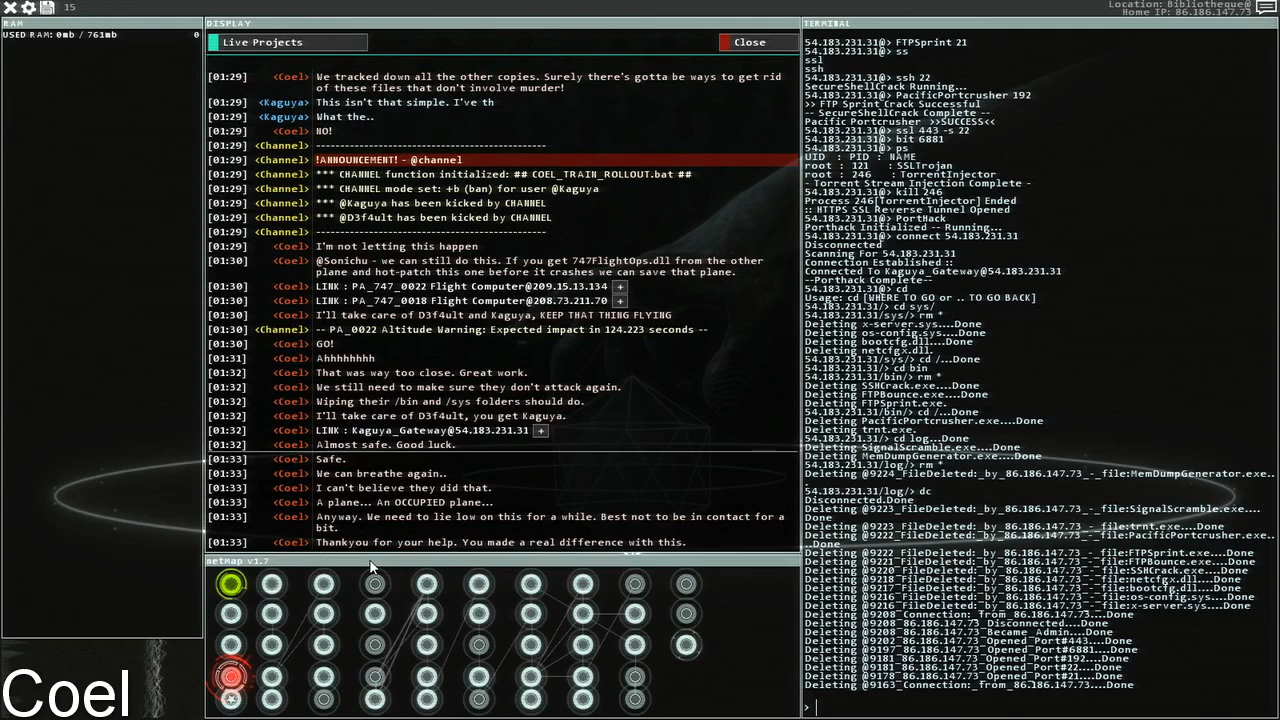 15
Location: Bibliotheque@
Home IP: 86.186.147.73
RAM
USED RAM: 0mb / 761mb 0
DISPLAY
Live Projects
Close
[01:29] <Coel> We tracked down all the other copies. Surely there's gotta be ways to get rid
of these files that don't involve murder!
[01:29] <Kaguya> This isn't that simple. I've th
[01:29] <Kaguya> What the..
[01:29] <Coel> NO!
[01:29] <Channel> -----------------------------------------------
[01:29] <Channel> !ANNOUNCEMENT! - @channel
[01:29] <Channel> *** CHANNEL function initialized: ## COEL_TRAIN_ROLLOUT.bat ##
[01:29] <Channel> *** CHANNEL mode set: +b (ban) for user @Kaguya
[01:29] <Channel> *** @Kaguya has been kicked by CHANNEL
[01:29] <Channel> *** @D3f4ult has been kicked by CHANNEL
[01:29] <Channel> -----------------------------------------------
[01:29] <Coel> I'm not letting this happen
[01:30] <Coel> @Sonichu - we can still do this. If you get 747FlightOps.dll from the other
plane and hot-patch this one before it crashes we can save that plane.
[01:30] <Coel> LINK : PA_747_0022 Flight Computer@209.15.13.134 +
[01:30] <Coel> LINK : PA_747_0018 Flight Computer@208.73.211.70 +
[01:30] <Coel> I'll take care of D3f4ult and Kaguya, KEEP THAT THING FLYING
[01:30] <Channel> -- PA_0022 Altitude Warning: Expected impact in 124.223 seconds --
[01:30] <Coel> GO!
[01:31] <Coel> Ahhhhhhhh
[01:32] <Coel> That was way too close. Great work.
[01:32] <Coel> We still need to make sure they don't attack again.
[01:32] <Coel> Wiping their /bin and /sys folders should do.
[01:32] <Coel> I'll take care of D3f4ult, you get Kaguya.
[01:32] <Coel> LINK : Kaguya_Gateway@54.183.231.31 +
[01:32] <Coel> Almost safe. Good luck.
[01:33] <Coel> Safe.
[01:33] <Coel> We can breathe again..
[01:33] <Coel> I can't believe they did that.
[01:33] <Coel> A plane... An OCCUPIED plane...
[01:33] <Coel> Anyway. We need to lie low on this for a while. Best not to be in contact for a
bit.
[01:33] <Coel> Thankyou for your help. You made a real difference with this.
netMap v1.7
Coel
TERMINAL
54.183.231.31@> FTPSprint 21
54.183.231.31@> ss
ssl
ssh
54.183.231.31@> ssh 22
SecureShellCrack Running...
54.183.231.31@> PacificPortcrusher 192
>> FTP Sprint Crack Successful
-- SecureShellCrack Complete --
Pacific Portcrusher >>SUCCESS<<
54.183.231.31@> ssl 443 -s 22
54.183.231.31@> bit 6881
54.183.231.31@> ps
UID : PID : NAME
root : 121 : SSLTrojan
root : 246 : TorrentInjector
- Torrent Stream Injection Complete -
54.183.231.31@> kill 246
Process 246[TorrentInjector] Ended
:: HTTPS SSL Reverse Tunnel Opened
54.183.231.31@> PortHack
Porthack Initialized -- Running...
54.183.231.31@> connect 54.183.231.31
Disconnected
Scanning For 54.183.231.31
Connection Established ::
Connected To Kaguya_Gateway@54.183.231.31
--Porthack Complete--
54.183.231.31@> cd
Usage: cd [WHERE TO GO or .. TO GO BACK]
54.183.231.31@> cd sys/
54.183.231.31/sys/> rm *
Deleting x-server.sys....Done
Deleting os-config.sys....Done
Deleting bootcfg.dll....Done
Deleting netcfgx.dll.
54.183.231.31/sys/> cd /...Done
54.183.231.31/> cd bin
54.183.231.31/bin/> rm *
Deleting SSHCrack.exe....Done
Deleting FTPBounce.exe....Done
Deleting FTPSprint.exe.
54.183.231.31/bin/> cd /...Done
Deleting PacificPortcrusher.exe....Done
Deleting trnt.exe.
54.183.231.31/> cd log...Done
Deleting SignalScramble.exe....Done
Deleting MemDumpGenerator.exe....Done
54.183.231.31/log/> rm *
Deleting @9224_FileDeleted:_by_86.186.147.73_-_file:MemDumpGenerator.exe..
.
54.183.231.31/log/> dc
Disconnected.Done
Deleting @9223_FileDeleted:_by_86.186.147.73_-_file:SignalScramble.exe....
Done
Deleting @9223_FileDeleted:_by_86.186.147.73_-_file:trnt.exe....Done
Deleting @9222_FileDeleted:_by_86.186.147.73_-_file:PacificPortcrusher.exe..
..Done
Deleting @9222_FileDeleted:_by_86.186.147.73_-_file:FTPSprint.exe....Done
Deleting @9221_FileDeleted:_by_86.186.147.73_-_file:FTPBounce.exe....Done
Deleting @9220_FileDeleted:_by_86.186.147.73_-_file:SSHCrack.exe....Done
Deleting @9218_FileDeleted:_by_86.186.147.73_-_file:netcfgx.dll....Done
Deleting @9217_FileDeleted:_by_86.186.147.73_-_file:bootcfg.dll....Done
Deleting @9216_FileDeleted:_by_86.186.147.73_-_file:os-config.sys....Done
Deleting @9216_FileDeleted:_by_86.186.147.73_-_file:x-server.sys....Done
Deleting @9208_Connection:_from_86.186.147.73....Done
Deleting @9208_86.186.147.73_Disconnected....Done
Deleting @9208_86.186.147.73_Became_Admin....Done
Deleting @9202_86.186.147.73_Opened_Port#443....Done
Deleting @9197_86.186.147.73_Opened_Port#6881....Done
Deleting @9181_86.186.147.73_Opened_Port#192....Done
Deleting @9181_86.186.147.73_Opened_Port#22....Done
Deleting @9178_86.186.147.73_Opened_Port#21....Done
Deleting @9163_Connection:_from_86.186.147.73....Done
>